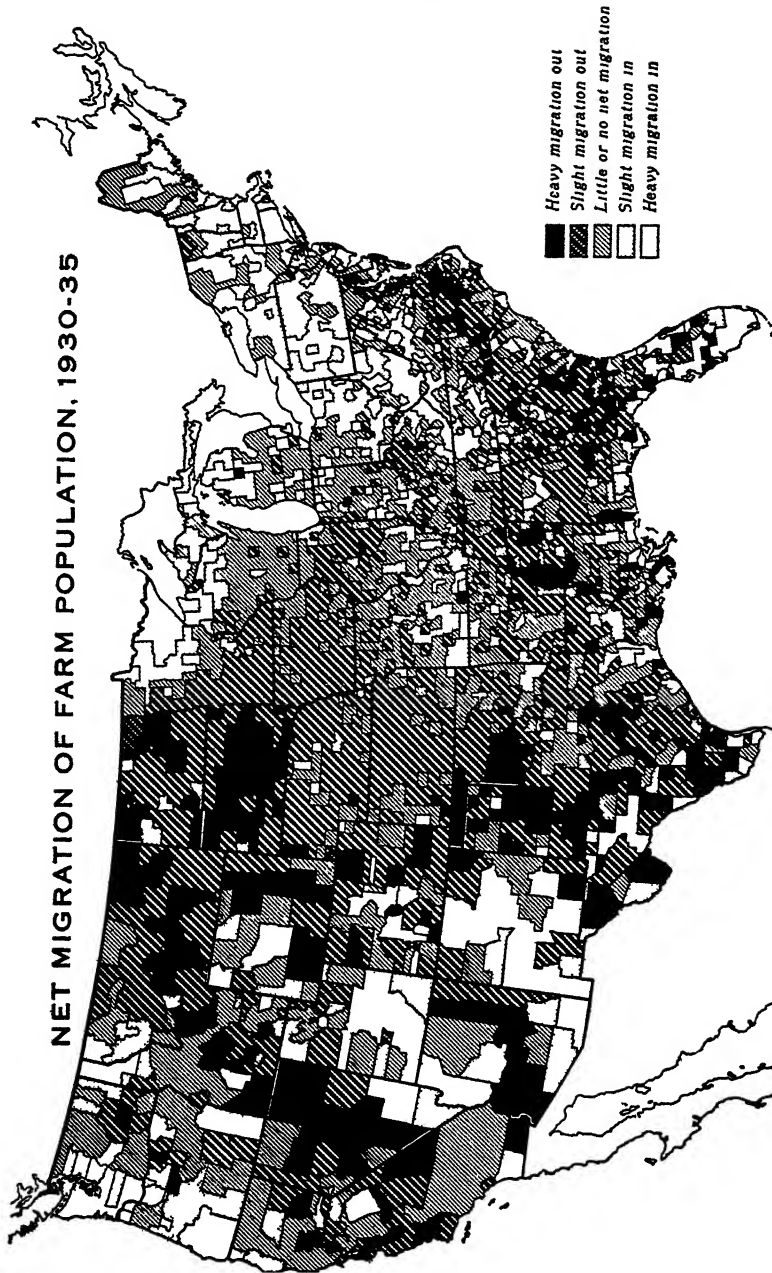 NET MIGRATION OF FARM POPULATION, 1930-35
Heavy migration out
Slight migration out
Little or no net migration
Slight migration in
Heavy migration in